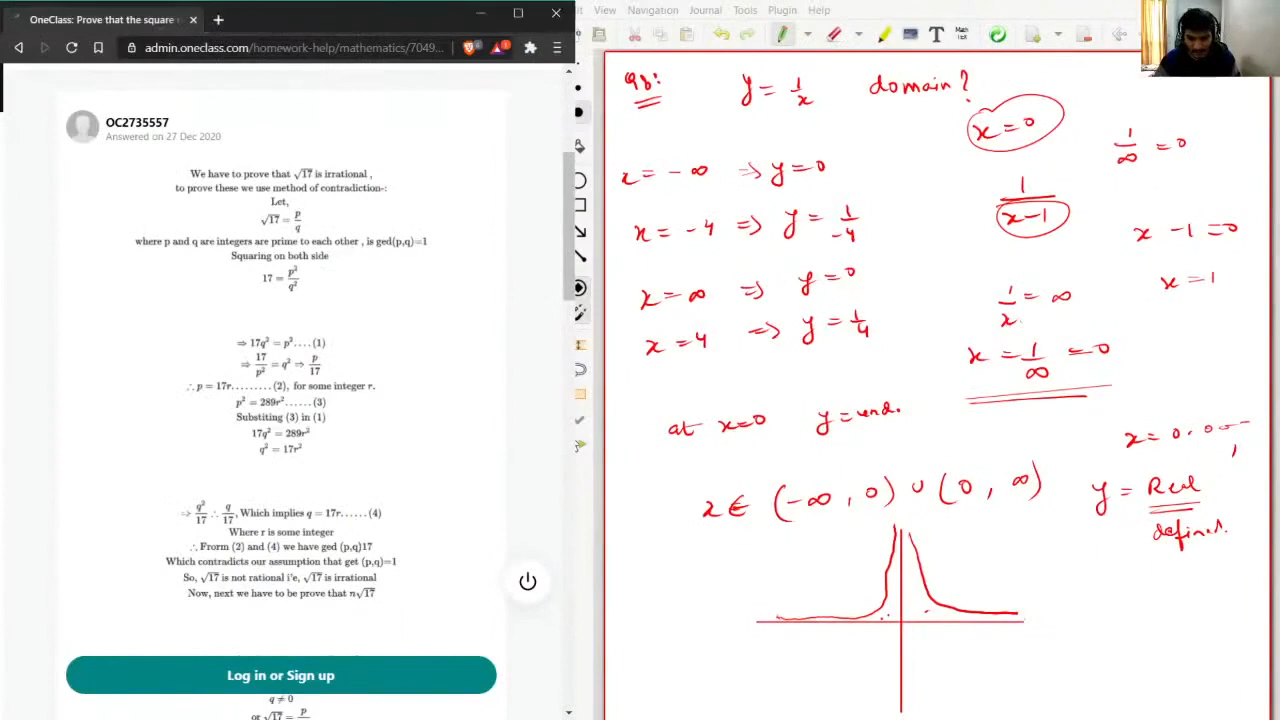 OneClass: Prove that the square
admin.oneclass.com/homework-help/mathematics/7049...
OC2735557
Answered on 27 Dec 2020
We have to prove that √17 is irrational ,
to prove these we use method of contradiction-:
Let,
√17 = p/q
where p and q are integers are prime to each other , is ged(p,q)=1
Squaring on both side
17 = p²/q²
⇒ 17q² = p²....(1)
⇒ 17/p² = q² ⇒ p/17
∴ p = 17r.........(2), for some integer r.
p² = 289r²......(3)
Substiting (3) in (1)
17q² = 289r²
q² = 17r²
⇒ q²/17 ∴ q/17, Which implies q = 17r......(4)
Where r is some integer
∴ Frorm (2) and (4) we have ged (p,q)17
Which contradicts our assumption that get (p,q)=1
So, √17 is not rational i'e, √17 is irrational
Now, next we have to be prove that n√17
Log in or Sign up
q ≠ 0
or √17 = p
View Navigation Journal Tools Plugin Help
T
y = 1/x domain?
x = 0
1/∞ = 0
x = -∞ ⇒ y = 0
1/(x-1)
x = -4 ⇒ y = 1/-4
x - 1 = 0
x = ∞ ⇒ y = 0
x = 1
1/x = ∞
x = 4 ⇒ y = 1/4
x = 1/∞ = 0
at x=0 y = und.
x ∈ (-∞, 0) ∪ (0, ∞)
y = Real
defined.